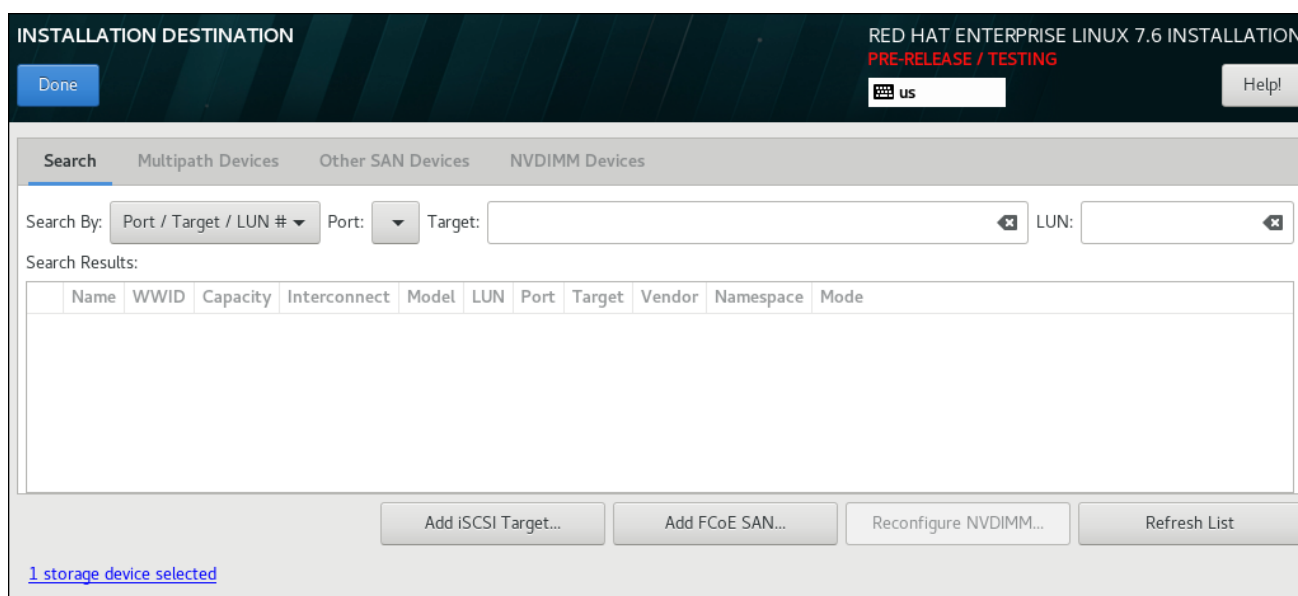 INSTALLATION DESTINATION
RED HAT ENTERPRISE LINUX 7.6 INSTALLATION
PRE-RELEASE / TESTING
Done
us
Help!
Search Multipath Devices Other SAN Devices NVDIMM Devices
Search By: Port / Target / LUN # Port: Target: LUN:
Search Results:
Name WWID Capacity Interconnect Model LUN Port Target Vendor Namespace Mode
Add iSCSI Target... Add FCoE SAN... Reconfigure NVDIMM... Refresh List
1 storage device selected